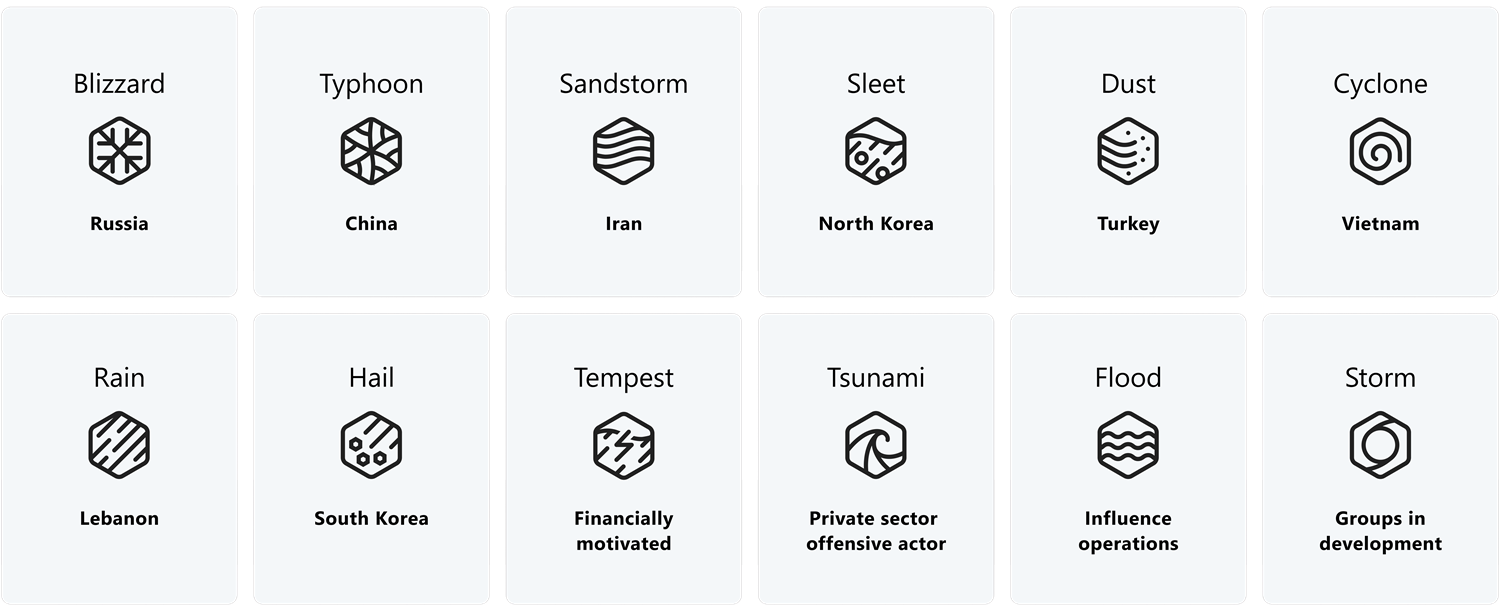 Blizzard
Typhoon
Sandstorm
Sleet
Dust
Cyclone
Russia
China
Iran
North Korea
Turkey
Vietnam
Rain
Hail
Tempest
Tsunami
Flood
Storm
Lebanon
South Korea
Financially
motivated
Private sector
offensive actor
Influence
operations
Groups in
development